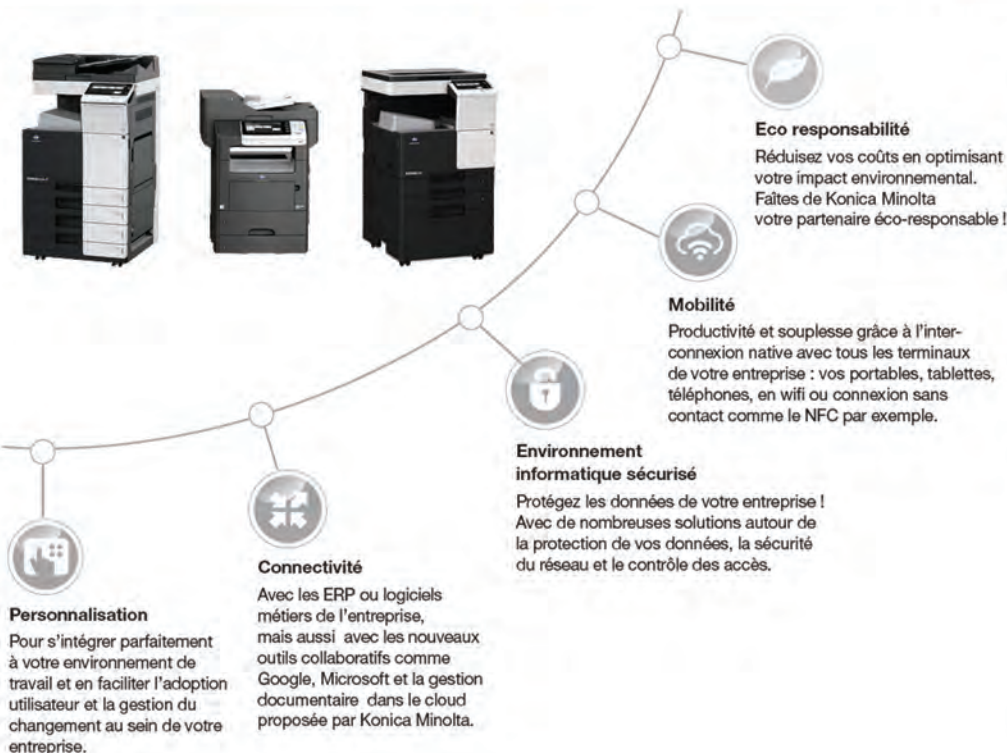 Eco responsabilité
Réduisez vos coûts en optimisant
votre impact environnemental.
Faîtes de Konica Minolta
votre partenaire éco-responsable !
Mobilité
Productivité et souplesse grâce à l'inter-
connexion native avec tous les terminaux
de votre entreprise : vos portables, tablettes,
téléphones, en wifi ou connexion sans
contact comme le NFC par exemple.
Environnement
informatique sécurisé
Protégez les données de votre entreprise !
Avec de nombreuses solutions autour de
la protection de vos données, la sécurité
du réseau et le contrôle des accès.
Connectivité
Avec les ERP ou logiciels
métiers de l'entreprise,
mais aussi avec les nouveaux
outils collaboratifs comme
Google, Microsoft et la gestion
documentaire dans le cloud
proposée par Konica Minolta.
Personnalisation
Pour s'intégrer parfaitement
à votre environnement de
travail et en faciliter l'adoption
utilisateur et la gestion du
changement au sein de votre
entreprise.